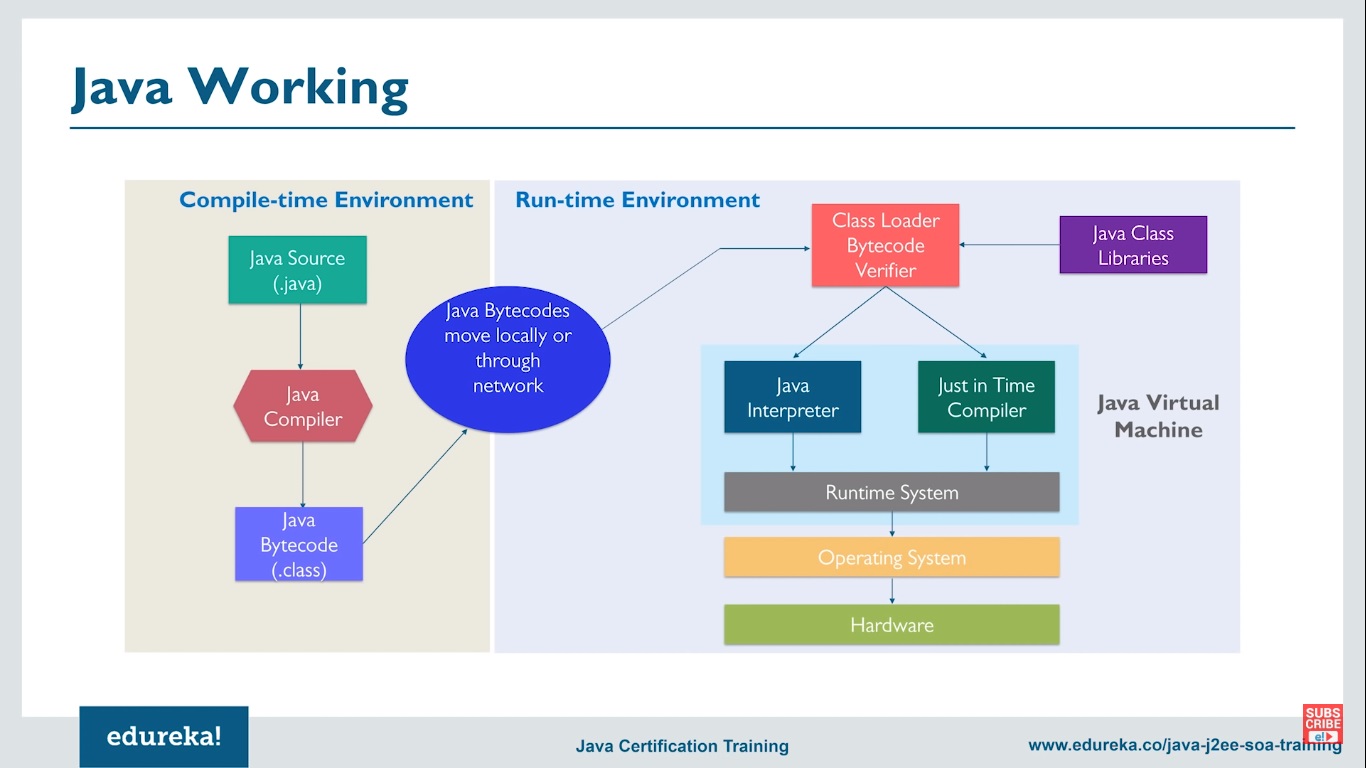 Java Working
Compile-time Environment
Java Source
(.java)
Java
Compiler
Java
Bytecode
(.class)
Java Bytecodes
move locally or
through
network
Run-time Environment
Class Loader
Bytecode
Verifier
Java Class
Libraries
Java
Interpreter
Just in Time
Compiler
Java Virtual
Machine
Runtime System
Operating System
Hardware
edureka!
Java Certification Training
www.edureka.co/java-j2ee-soa-training
SUBS
CRIBE
e!